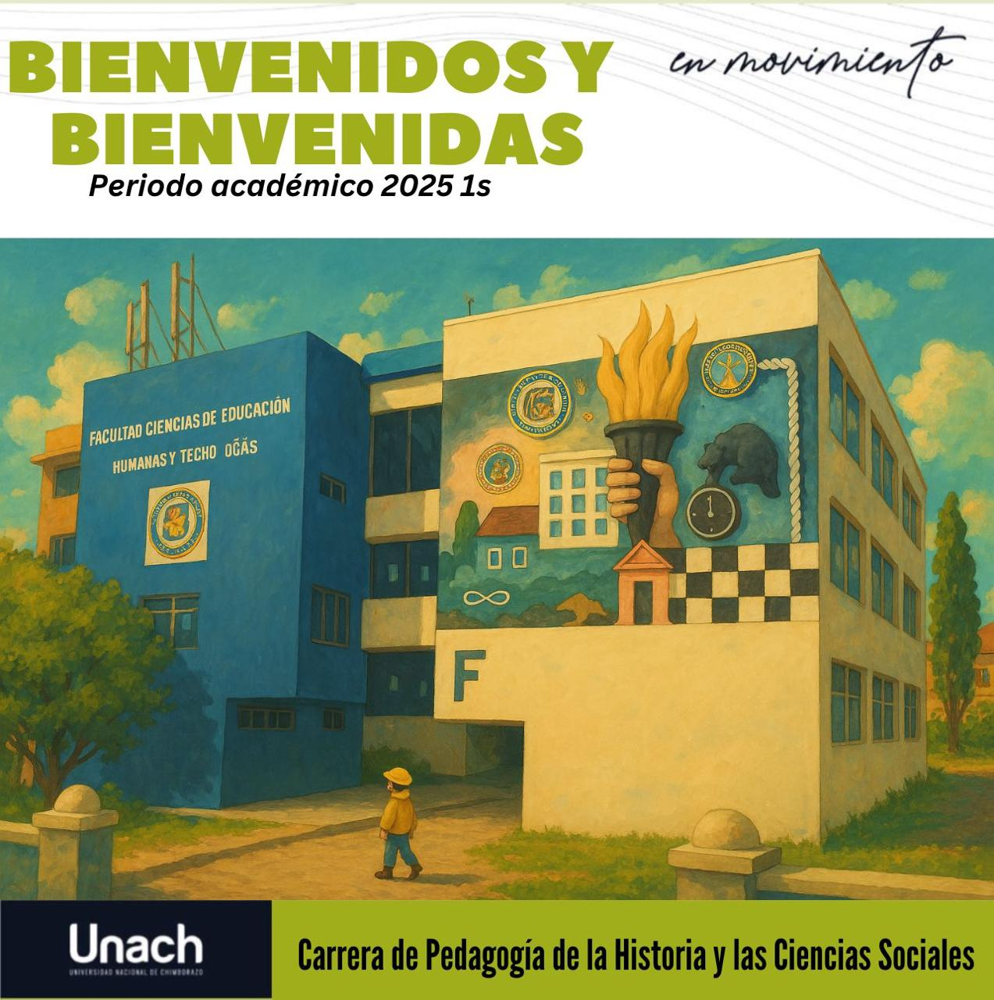 BIENVENIDOS Y
BIENVENIDAS
en movimiento
Periodo académico 2025 1s
FACULTAD CIENCIAS DE EDUCACIÓN
HUMANAS Y TECHO
F
Unach
UNIVERSIDAD NACIONAL DE CHIMBORAZO
Carrera de Pedagogía de la Historia y las Ciencias Sociales